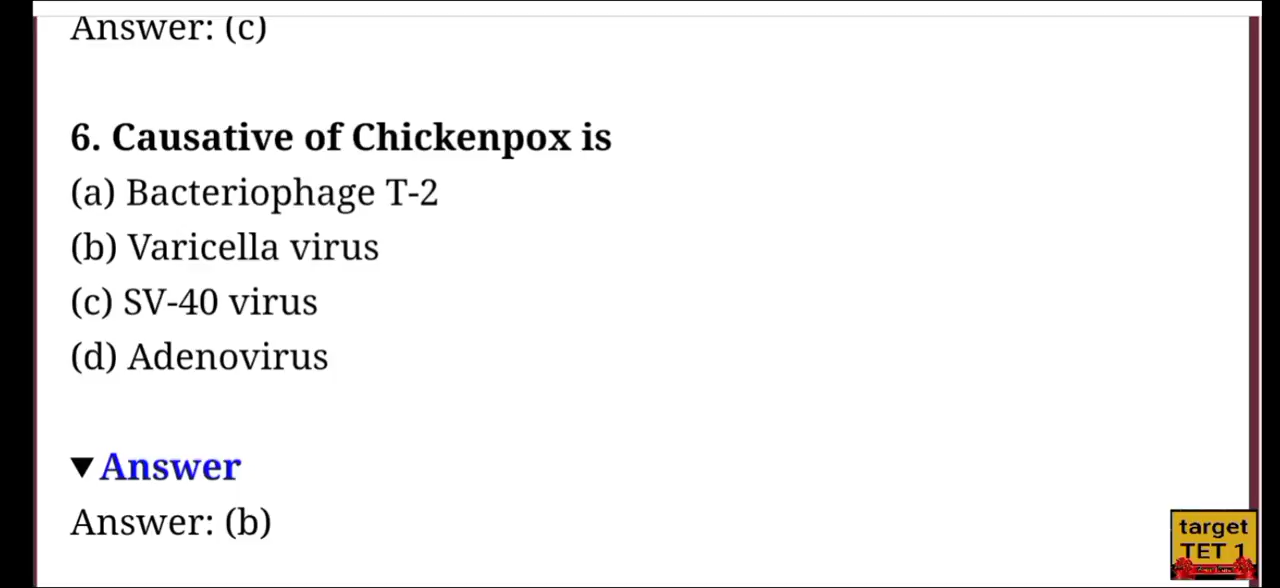 Answer: (c)
6. Causative of Chickenpox is
(a) Bacteriophage T-2
(b) Varicella virus
(c) SV-40 virus
(d) Adenovirus
▼ Answer
Answer: (b)
target
TET 1